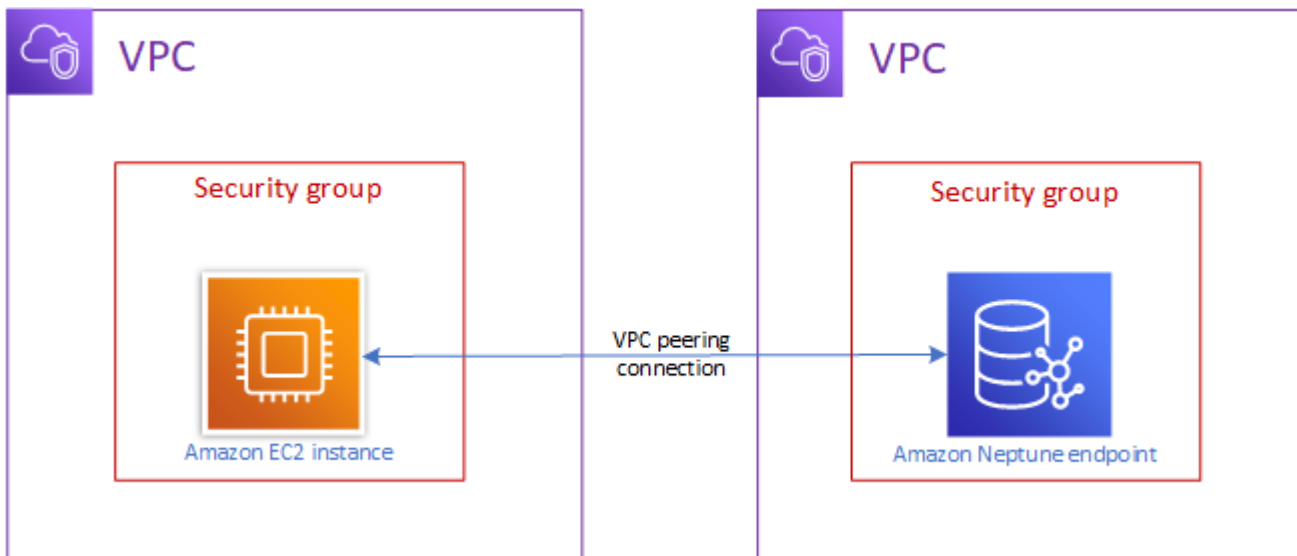 VPC
VPC
Security group
Security group
VPC peering
connection
Amazon EC2 instance
Amazon Neptune endpoint